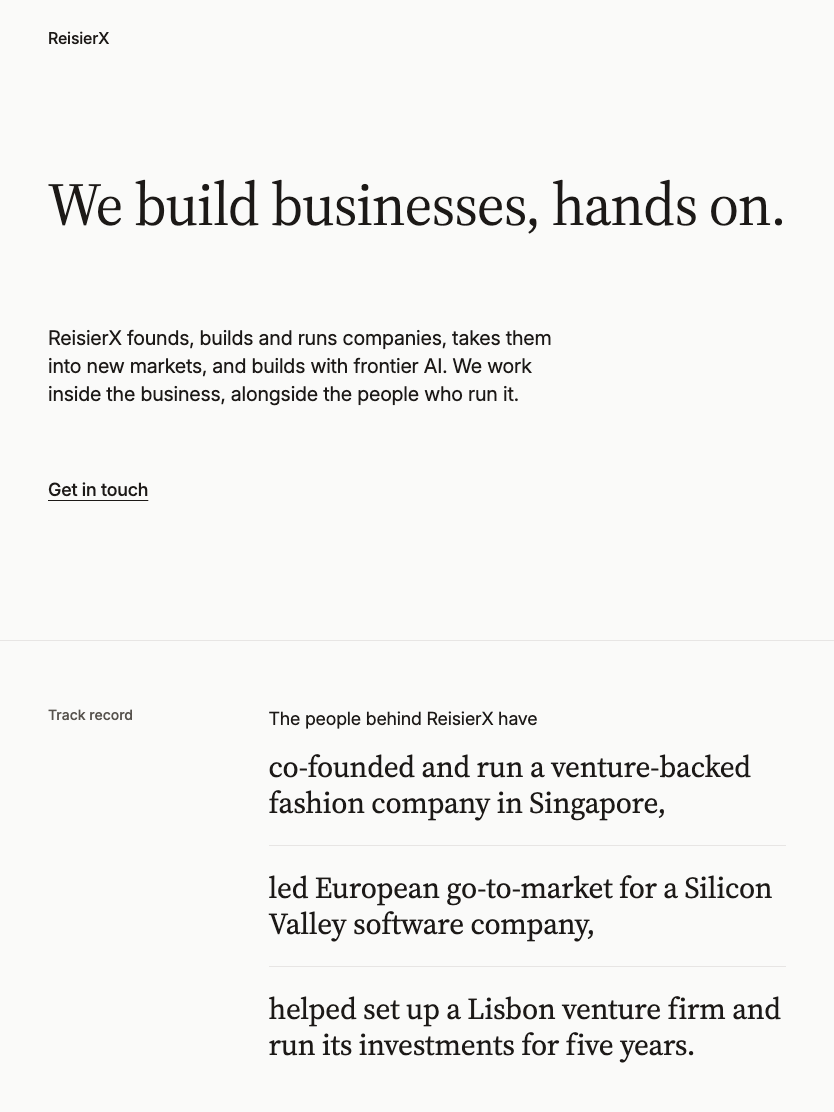 ReisierX
We build businesses, hands on.
ReisierX founds, builds and runs companies, takes them
into new markets, and builds with frontier AI. We work
inside the business, alongside the people who run it.
Get in touch
Track record
The people behind ReisierX have
co-founded and run a venture-backed
fashion company in Singapore,
led European go-to-market for a Silicon
Valley software company,
helped set up a Lisbon venture firm and
run its investments for five years.